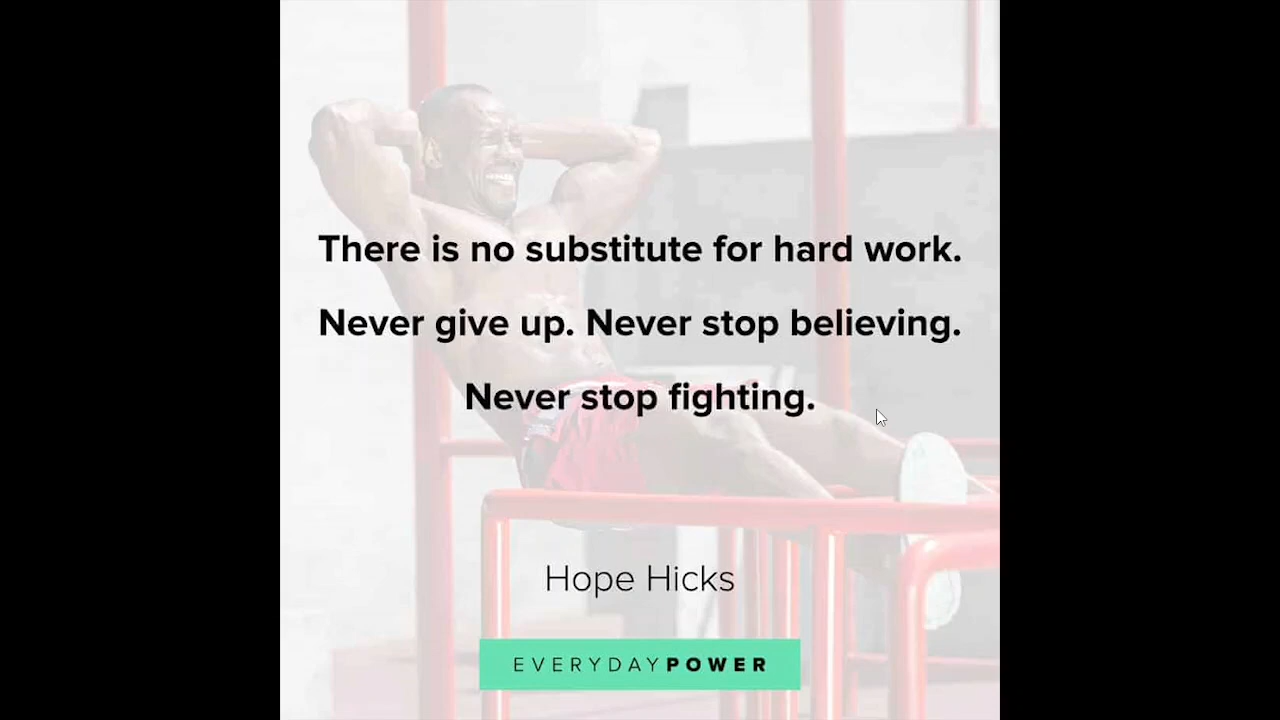 There is no substitute for hard work.
Never give up. Never stop believing.
Never stop fighting.
Hope Hicks
EVERYDAYPOWER